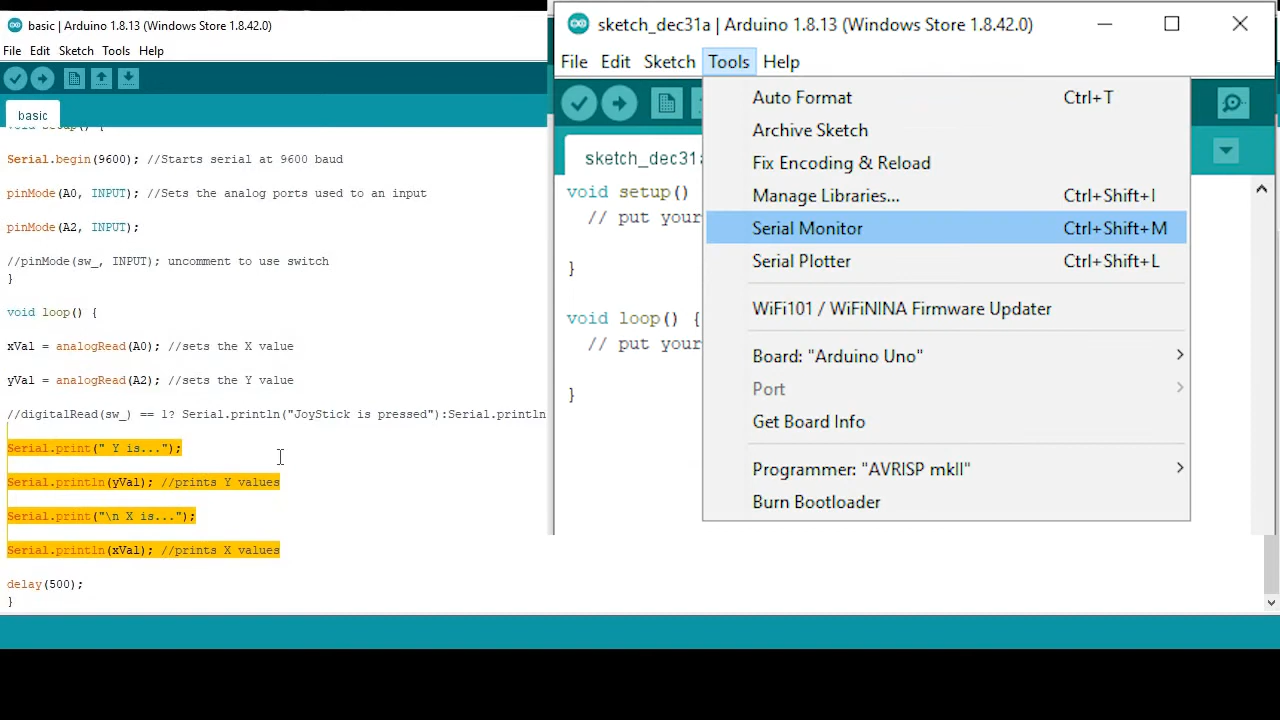 basic | Arduino 1.8.13 (Windows Store 1.8.42.0)
File Edit Sketch Tools Help
basic
void setup() {
Serial.begin(9600); //Starts serial at 9600 baud
pinMode(A0, INPUT); //Sets the analog ports used to an input
pinMode(A2, INPUT);
//pinMode(sw_, INPUT); uncomment to use switch
}
void loop() {
xVal = analogRead(A0); //sets the X value
yVal = analogRead(A2); //sets the Y value
//digitalRead(sw_) == 1? Serial.println("JoyStick is pressed"):Serial.println
Serial.print(" Y is...");
Serial.println(yVal); //prints Y values
Serial.print("\n X is...");
Serial.println(xVal); //prints X values
delay(500);
}
sketch_dec31a | Arduino 1.8.13 (Windows Store 1.8.42.0)
File Edit Sketch Tools Help
sketch_dec31a
void setup()
// put your
}
void loop() {
// put your
}
Auto Format Ctrl+T
Archive Sketch
Fix Encoding & Reload
Manage Libraries... Ctrl+Shift+I
Serial Monitor Ctrl+Shift+M
Serial Plotter Ctrl+Shift+L
WiFi101 / WiFiNINA Firmware Updater
Board: "Arduino Uno"
Port
Get Board Info
Programmer: "AVRISP mkII"
Burn Bootloader